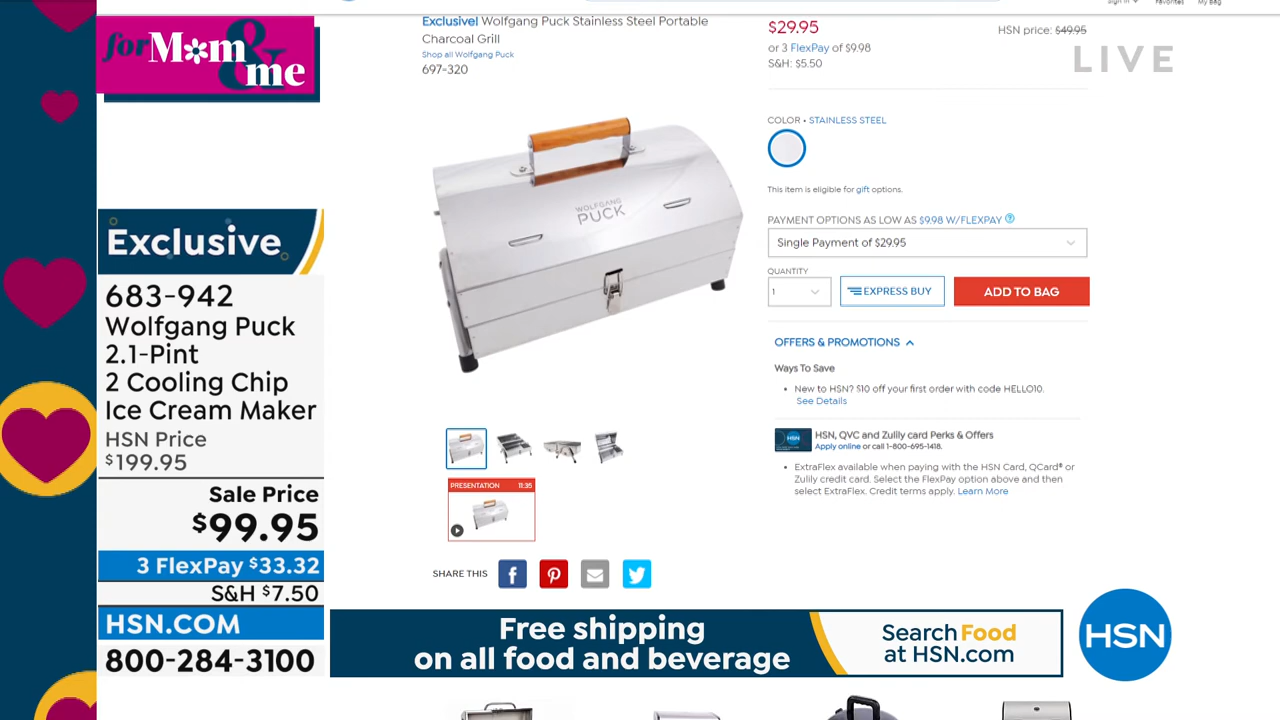 for Mom
& me
Exclusive
683-942
Wolfgang Puck
2.1-Pint
2 Cooling Chip
Ice Cream Maker
HSN Price
$199.95
Sale Price
$99.95
3 FlexPay $33.32
S&H $7.50
HSN.COM
800-284-3100
Sign In
Favorites
My Bag
Exclusive! Wolfgang Puck Stainless Steel Portable
Charcoal Grill
Shop all Wolfgang Puck
697-320
WOLFGANG
PUCK
PRESENTATION 11:35
SHARE THIS
$29.95
HSN price: $49.95
or 3 FlexPay of $9.98
S&H: $5.50
LIVE
COLOR • STAINLESS STEEL
This item is eligible for gift options.
PAYMENT OPTIONS AS LOW AS $9.98 W/FLEXPAY ?
Single Payment of $29.95
QUANTITY
1
EXPRESS BUY
ADD TO BAG
OFFERS & PROMOTIONS
Ways To Save
• New to HSN? $10 off your first order with code HELLO10.
See Details
HSN
HSN, QVC and Zulily card Perks & Offers
Apply online or call 1-800-695-1418.
• ExtraFlex available when paying with the HSN Card, QCard® or
Zulily credit card. Select the FlexPay option above and then
select ExtraFlex. Credit terms apply. Learn More
Free shipping
on all food and beverage
Search Food
at HSN.com
HSN